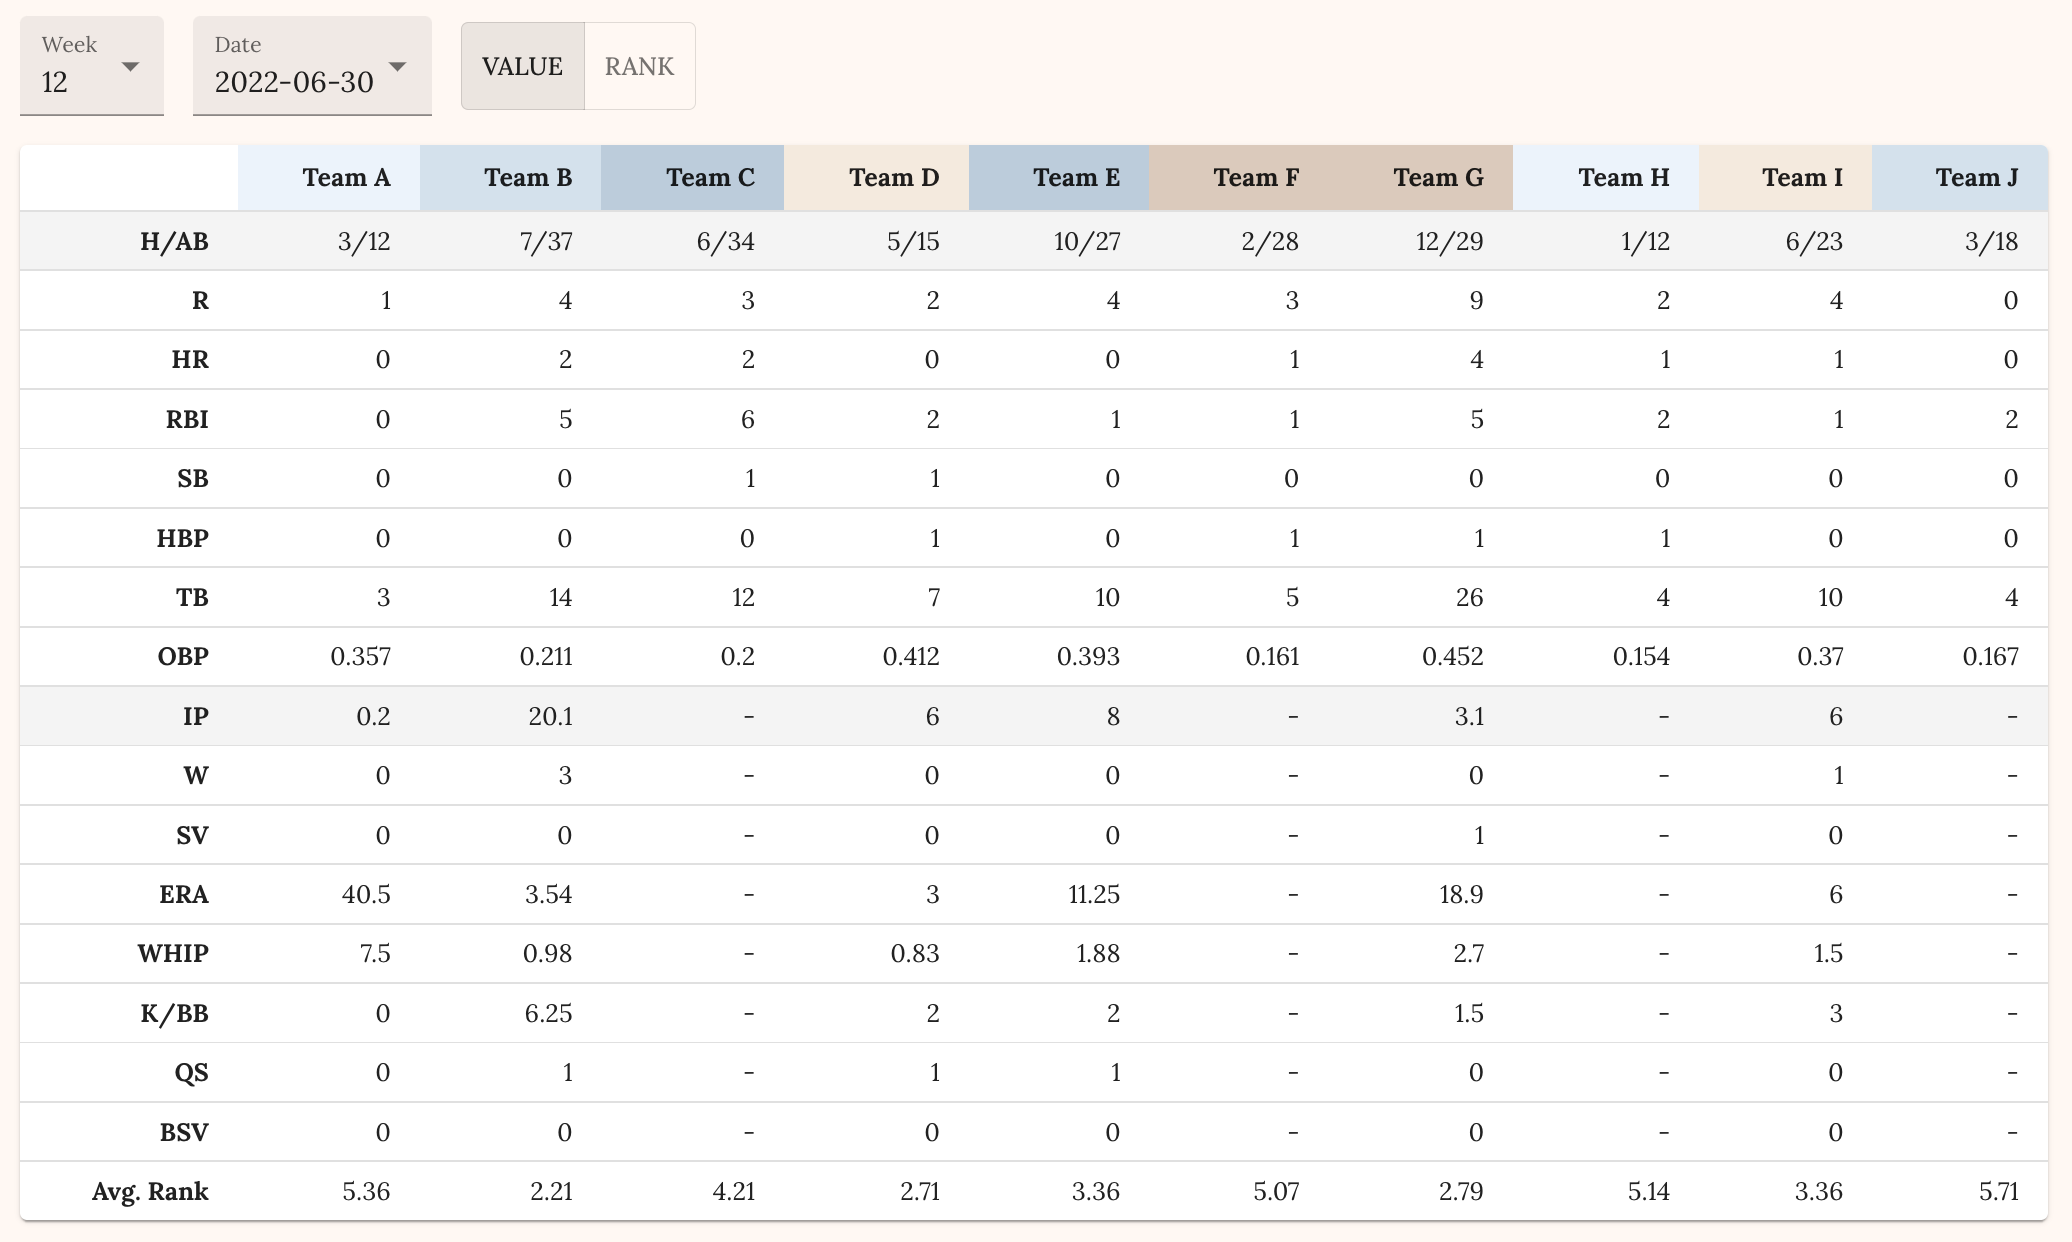 Week Date
12 2022-06-30 VALUE RANK
Team A Team B Team C Team D Team E Team F Team G Team H Team I Team J
H/AB 3/12 7/37 6/34 5/15 10/27 2/28 12/29 1/12 6/23 3/18
R 1 4 3 2 4 3 9 2 4 0
HR 0 2 2 0 0 1 4 1 1 0
RBI 0 5 6 2 1 1 5 2 1 2
SB 0 0 1 1 0 0 0 0 0 0
HBP 0 0 0 1 0 1 1 1 0 0
TB 3 14 12 7 10 5 26 4 10 4
OBP 0.357 0.211 0.2 0.412 0.393 0.161 0.452 0.154 0.37 0.167
IP 0.2 20.1 - 6 8 - 3.1 - 6 -
W 0 3 - 0 0 - 0 - 1 -
SV 0 0 - 0 0 - 1 - 0 -
ERA 40.5 3.54 - 3 11.25 - 18.9 - 6 -
WHIP 7.5 0.98 - 0.83 1.88 - 2.7 - 1.5 -
K/BB 0 6.25 - 2 2 - 1.5 - 3 -
QS 0 1 - 1 1 - 0 - 0 -
BSV 0 0 - 0 0 - 0 - 0 -
Avg. Rank 5.36 2.21 4.21 2.71 3.36 5.07 2.79 5.14 3.36 5.71